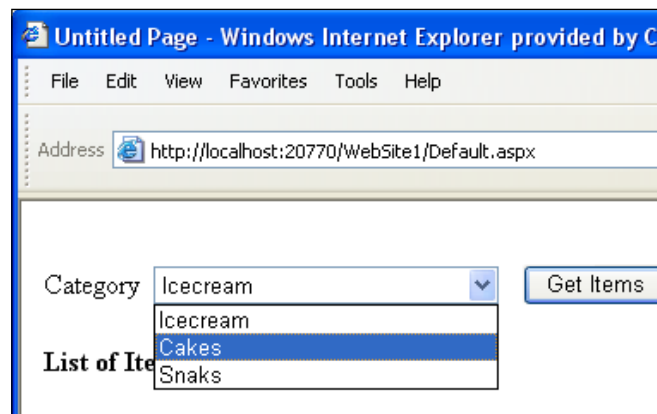 Untitled Page - Windows Internet Explorer provided by C
File Edit View Favorites Tools Help
Address http://localhost:20770/WebSite1/Default.aspx
Category Icecream Get Items
Icecream
Cakes
Snaks
List of Ite